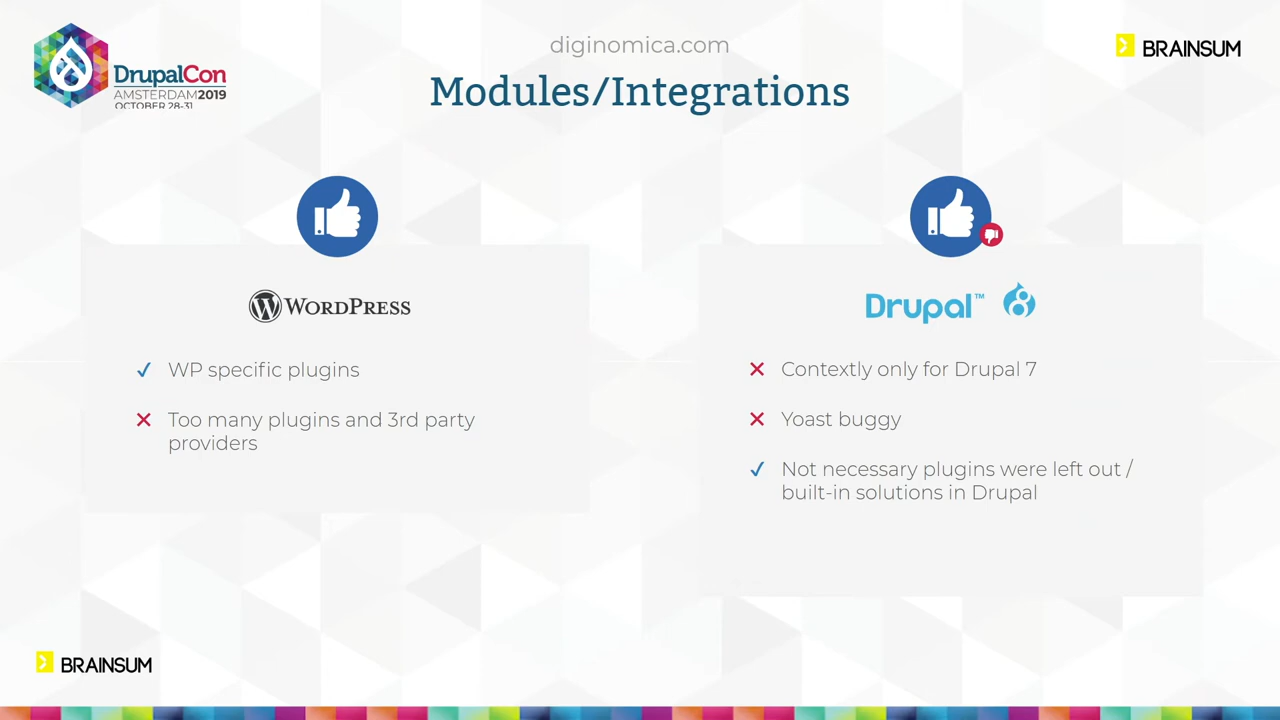 diginomica.com
Modules/Integrations
DrupalCon
AMSTERDAM2019
OCTOBER 28-31
BRAINSUM
WORDPRESS
WP specific plugins
Too many plugins and 3rd party
providers
Drupal™
Contextly only for Drupal 7
Yoast buggy
Not necessary plugins were left out /
built-in solutions in Drupal
BRAINSUM